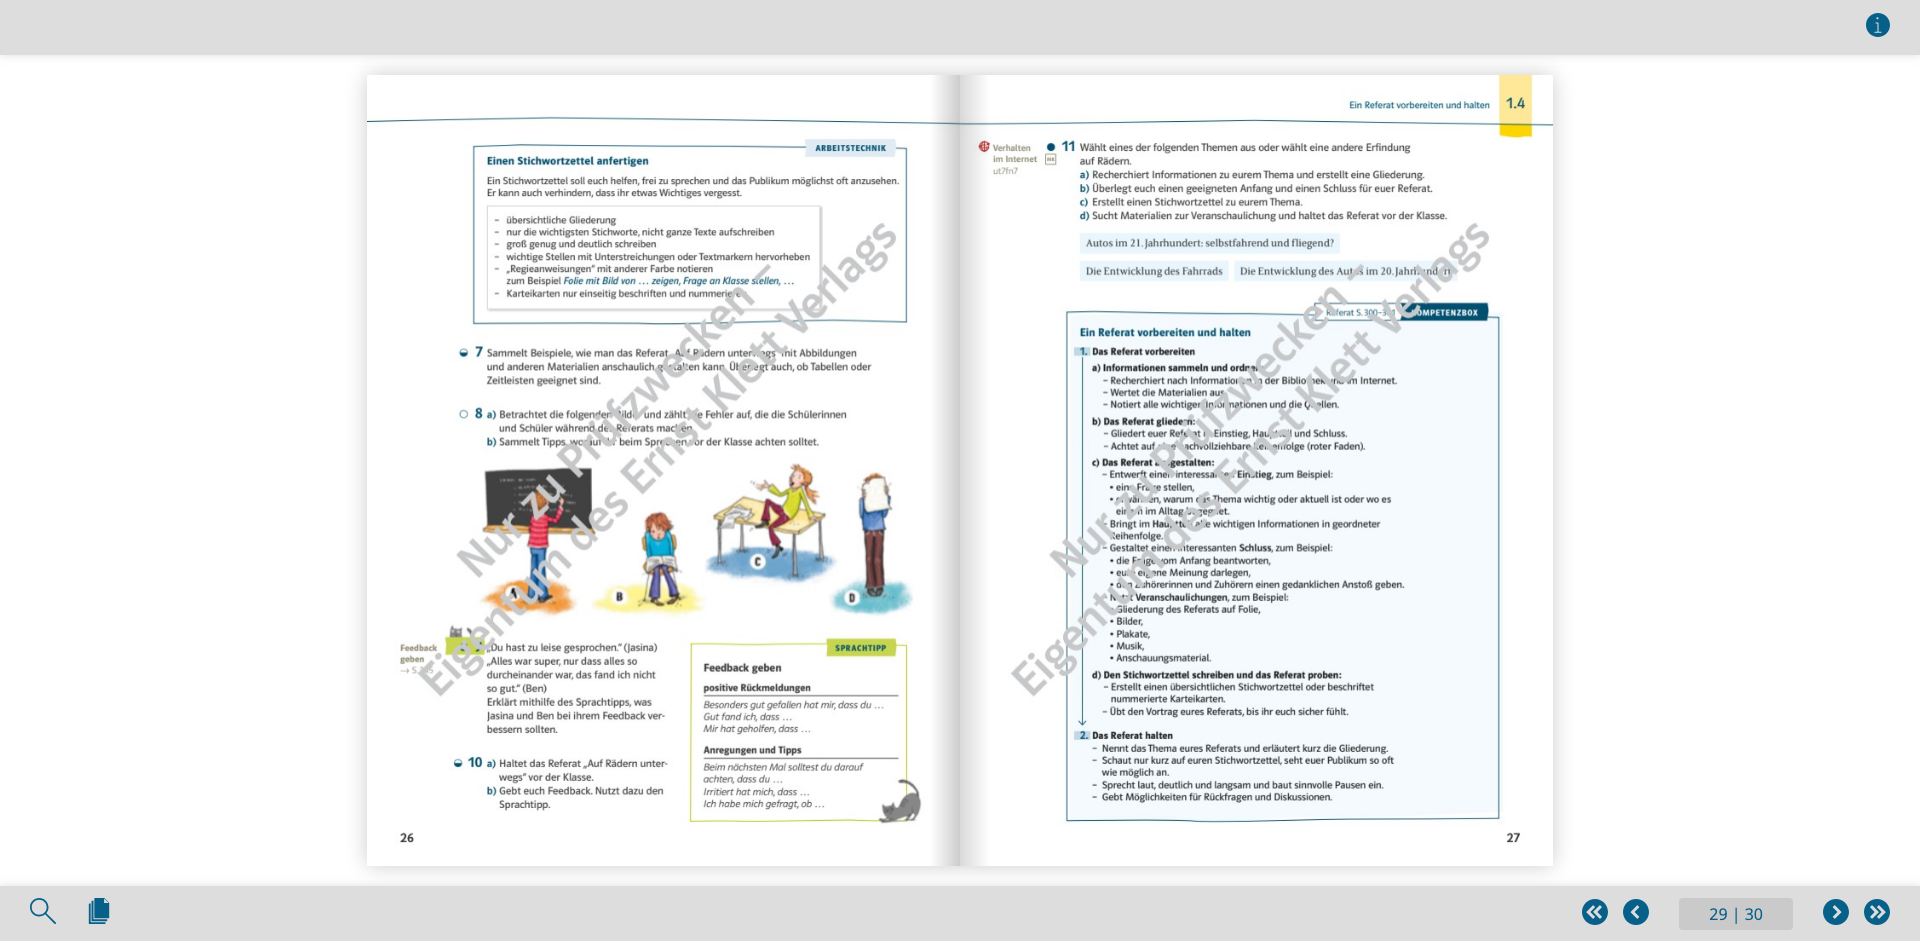 ARBEITSTECHNIK
Einen Stichwortzettel anfertigen
Ein Stichwortzettel soll euch helfen, frei zu sprechen und das Publikum möglichst oft anzusehen.
Er kann auch verhindern, dass ihr etwas Wichtiges vergesst.
– übersichtliche Gliederung
– nur die wichtigsten Stichworte, nicht ganze Texte aufschreiben
– groß genug und deutlich schreiben
– wichtige Stellen mit Unterstreichungen oder Textmarkern hervorheben
– „Regieanweisungen“ mit anderer Farbe notieren
zum Beispiel Folie mit Bild von … zeigen, Frage an Klasse stellen, …
– Karteikarten nur einseitig beschriften und nummerieren
7 Sammelt Beispiele, wie man das Referat „Auf Rädern unterwegs“ mit Abbildungen
und anderen Materialien anschaulich gestalten kann. Überlegt auch, ob Tabellen oder
Zeitleisten geeignet sind.
8 a) Betrachtet die folgenden Bilder und zählt die Fehler auf, die die Schülerinnen
und Schüler während des Referats machen.
b) Sammelt Tipps, worauf ihr beim Sprechen vor der Klasse achten solltet.
A
B
C
D
Feedback
geben
→ S.
„Du hast zu leise gesprochen.“ (Jasina)
„Alles war super, nur dass alles so
durcheinander war, das fand ich nicht
so gut.“ (Ben)
Erklärt mithilfe des Sprachtipps, was
Jasina und Ben bei ihrem Feedback ver-
bessern sollten.
10 a) Haltet das Referat „Auf Rädern unter-
wegs“ vor der Klasse.
b) Gebt euch Feedback. Nutzt dazu den
Sprachtipp.
SPRACHTIPP
Feedback geben
positive Rückmeldungen
Besonders gut gefallen hat mir, dass du …
Gut fand ich, dass …
Mir hat geholfen, dass …
Anregungen und Tipps
Beim nächsten Mal solltest du darauf
achten, dass du …
Irritiert hat mich, dass …
Ich habe mich gefragt, ob …
26
Nur zu Prüfzwecken –
Eigentum des Ernst Klett Verlags
Ein Referat vorbereiten und halten
1.4
Verhalten
im Internet
ut7fn7
11 Wählt eines der folgenden Themen aus oder wählt eine andere Erfindung
auf Rädern.
a) Recherchiert Informationen zu eurem Thema und erstellt eine Gliederung.
b) Überlegt euch einen geeigneten Anfang und einen Schluss für euer Referat.
c) Erstellt einen Stichwortzettel zu eurem Thema.
d) Sucht Materialien zur Veranschaulichung und haltet das Referat vor der Klasse.
Autos im 21. Jahrhundert: selbstfahrend und fliegend?
Die Entwicklung des Fahrrads
Die Entwicklung des Autos im 20. Jahrhundert
Referat S. 300–301
KOMPETENZBOX
Ein Referat vorbereiten und halten
1. Das Referat vorbereiten
a) Informationen sammeln und ordnen:
– Recherchiert nach Informationen in der Bibliothek und im Internet.
– Wertet die Materialien aus.
– Notiert alle wichtigen Informationen und die Quellen.
b) Das Referat gliedern:
– Gliedert euer Referat in Einstieg, Hauptteil und Schluss.
– Achtet auf eine nachvollziehbare Reihenfolge (roter Faden).
c) Das Referat ausgestalten:
– Entwerft einen interessanten Einstieg, zum Beispiel:
• eine Frage stellen,
• erwähnen, warum das Thema wichtig oder aktuell ist oder wo es
einem im Alltag begegnet.
– Bringt im Hauptteil alle wichtigen Informationen in geordneter
Reihenfolge.
– Gestaltet einen interessanten Schluss, zum Beispiel:
• die Frage vom Anfang beantworten,
• eure eigene Meinung darlegen,
• den Zuhörerinnen und Zuhörern einen gedanklichen Anstoß geben.
– Nutzt Veranschaulichungen, zum Beispiel:
• Gliederung des Referats auf Folie,
• Bilder,
• Plakate,
• Musik,
• Anschauungsmaterial.
d) Den Stichwortzettel schreiben und das Referat proben:
– Erstellt einen übersichtlichen Stichwortzettel oder beschriftet
nummerierte Karteikarten.
– Übt den Vortrag eures Referats, bis ihr euch sicher fühlt.
2. Das Referat halten
– Nennt das Thema eures Referats und erläutert kurz die Gliederung.
– Schaut nur kurz auf euren Stichwortzettel, seht euer Publikum so oft
wie möglich an.
– Sprecht laut, deutlich und langsam und baut sinnvolle Pausen ein.
– Gebt Möglichkeiten für Rückfragen und Diskussionen.
27
Nur zu Prüfzwecken –
Eigentum des Ernst Klett Verlags
29 | 30